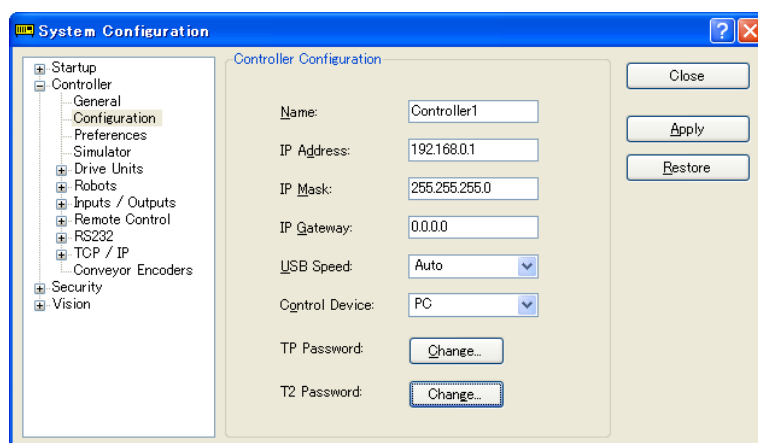 System Configuration
Startup
Controller
General
Configuration
Preferences
Simulator
Drive Units
Robots
Inputs / Outputs
Remote Control
RS232
TCP / IP
Conveyor Encoders
Security
Vision
Controller Configuration
Name: Controller1
IP Address: 192.168.0.1
IP Mask: 255.255.255.0
IP Gateway: 0.0.0.0
USB Speed: Auto
Control Device: PC
TP Password: Change...
T2 Password: Change...
Close
Apply
Restore